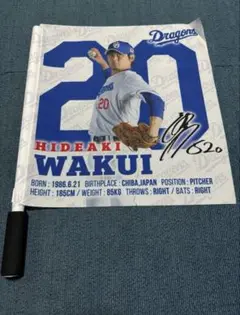 Dragons
20
20
HIDEAKI
WAKUI
BORN : 1986.6.21 BIRTHPLACE : CHIBA,JAPAN POSITION : PITCHER
HEIGHT : 185CM / WEIGHT : 85KG THROWS : RIGHT / BATS : RIGHT